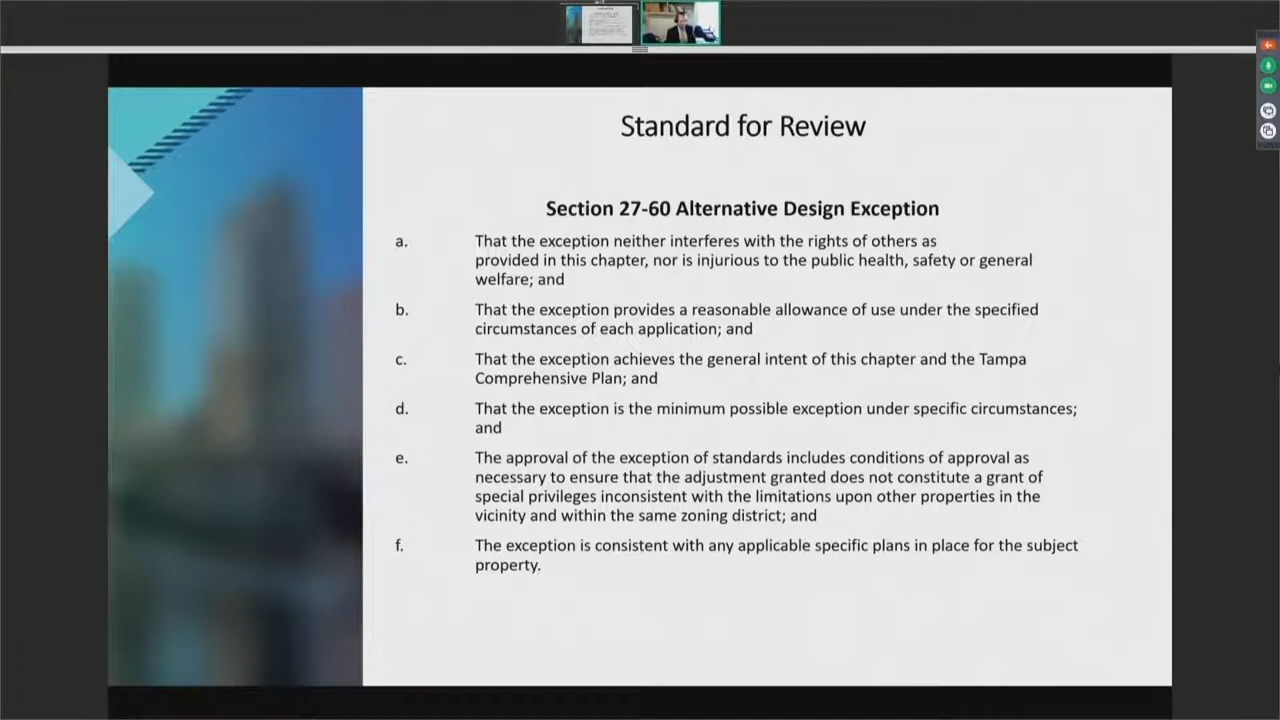 Standard for Review
Section 27-60 Alternative Design Exception
a. That the exception neither interferes with the rights of others as
provided in this chapter, nor is injurious to the public health, safety or general
welfare; and
b. That the exception provides a reasonable allowance of use under the specified
circumstances of each application; and
c. That the exception achieves the general intent of this chapter and the Tampa
Comprehensive Plan; and
d. That the exception is the minimum possible exception under specific circumstances;
and
e. The approval of the exception of standards includes conditions of approval as
necessary to ensure that the adjustment granted does not constitute a grant of
special privileges inconsistent with the limitations upon other properties in the
vicinity and within the same zoning district; and
f. The exception is consistent with any applicable specific plans in place for the subject
property.